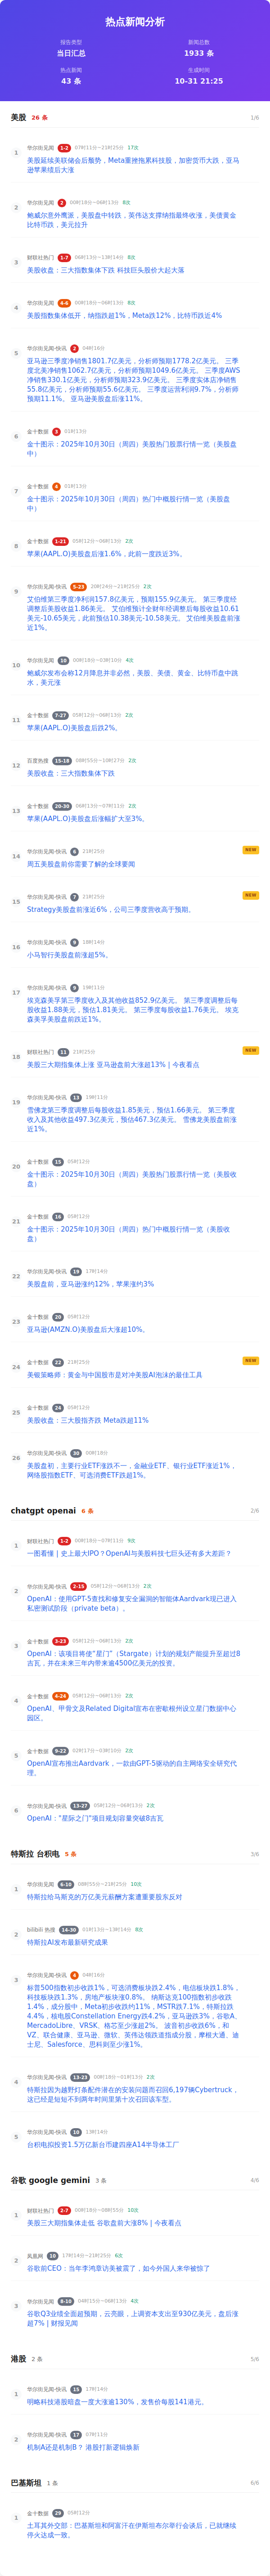 热点新闻分析
报告类型
当日汇总
新闻总数
1933 条
热点新闻
43 条
生成时间
10-31 21:25
美股 26 条 1/6
1
华尔街见闻 1-2 07时11分~21时25分 17次
美股延续美联储会后颓势，Meta重挫拖累科技股，加密货币大跌，亚马
逊苹果绩后大涨
2
华尔街见闻 2 00时18分~06时13分 8次
鲍威尔意外鹰派，美股盘中转跌，英伟达支撑纳指最终收涨，美债黄金
比特币跌，美元拉升
3
财联社热门 1-7 06时13分~13时14分 8次
美股收盘：三大指数集体下跌 科技巨头股价大起大落
4
华尔街见闻 4-6 00时18分~06时13分 8次
美股指数集体低开，纳指跌超1%，Meta跌12%，比特币跌近4%
5
华尔街见闻-快讯 2 04时16分
亚马逊三季度净销售1801.7亿美元，分析师预期1778.2亿美元。 三季
度北美净销售1062.7亿美元，分析师预期1049.6亿美元。 三季度AWS
净销售330.1亿美元，分析师预期323.9亿美元。 三季度实体店净销售
55.8亿美元，分析师预期55.6亿美元。 三季度运营利润9.7%，分析师
预期11.1%。 亚马逊美股盘后涨11%。
6
金十数据 3 01时13分
金十图示：2025年10月30日（周四）美股热门股票行情一览（美股盘
中）
7
金十数据 4 01时13分
金十图示：2025年10月30日（周四）热门中概股行情一览（美股盘
中）
8
金十数据 1-21 05时12分~06时13分 2次
苹果(AAPL.O)美股盘后涨1.6%，此前一度跌近3%。
9
华尔街见闻-快讯 5-23 20时24分~21时25分 2次
艾伯维第三季度净利润157.8亿美元，预期155.9亿美元。 第三季度经
调整后美股收益1.86美元。 艾伯维预计全财年经调整后每股收益10.61
美元-10.65美元，此前预估10.38美元-10.58美元。 艾伯维美股盘前涨
近1%。
10
华尔街见闻 10 00时18分~03时10分 4次
鲍威尔发布会称12月降息并非必然，美股、美债、黄金、比特币盘中跳
水，美元涨
11
金十数据 7-27 05时12分~06时13分 2次
苹果(AAPL.O)美股盘后跌2%。
12
百度热搜 15-18 08时55分~10时27分 2次
美股收盘：三大指数集体下跌
13
金十数据 20-30 06时13分~07时11分 2次
苹果(AAPL.O)美股盘后涨幅扩大至3%。
14
华尔街见闻-快讯 6 21时25分 NEW
周五美股盘前你需要了解的全球要闻
15
华尔街见闻-快讯 7 21时25分 NEW
Strategy美股盘前涨近6%，公司三季度营收高于预期。
16
华尔街见闻-快讯 9 18时14分
小马智行美股盘前涨超5%。
17
华尔街见闻-快讯 9 19时11分
埃克森美孚第三季度收入及其他收益852.9亿美元。 第三季度调整后每
股收益1.88美元，预估1.81美元。 第三季度每股收益1.76美元。 埃克
森美孚美股盘前跌近1%。
18
财联社热门 11 21时25分 NEW
美股三大期指集体上涨 亚马逊盘前大涨超13% | 今夜看点
19
华尔街见闻-快讯 13 19时11分
雪佛龙第三季度调整后每股收益1.85美元，预估1.66美元。 第三季度
收入及其他收益497.3亿美元，预估467.3亿美元。 雪佛龙美股盘前涨
近1%。
20
金十数据 15 05时12分
金十图示：2025年10月30日（周四）美股热门股票行情一览（美股收
盘）
21
金十数据 16 05时12分
金十图示：2025年10月30日（周四）热门中概股行情一览（美股收
盘）
22
华尔街见闻-快讯 19 17时14分
美股盘前，亚马逊涨约12%，苹果涨约3%
23
金十数据 20 05时12分
亚马逊(AMZN.O)美股盘后大涨超10%。
24
金十数据 22 21时25分 NEW
美银策略师：黄金与中国股市是对冲美股AI泡沫的最佳工具
25
金十数据 24 05时12分
美股收盘：三大股指齐跌 Meta跌超11%
26
华尔街见闻-快讯 30 00时18分
美股盘初，主要行业ETF涨跌不一，金融业ETF、银行业ETF涨近1%，
网络股指数ETF、可选消费ETF跌超1%。
chatgpt openai 6 条 2/6
1
财联社热门 1-2 00时18分~07时11分 9次
一图看懂｜史上最大IPO？OpenAI与美股科技七巨头还有多大差距？
2
华尔街见闻-快讯 2-15 05时12分~06时13分 2次
OpenAI：使用GPT-5查找和修复安全漏洞的智能体Aardvark现已进入
私密测试阶段（private beta）。
3
金十数据 3-23 05时12分~06时13分 2次
OpenAI：该项目将使“星门”（Stargate）计划的规划产能提升至超过8
吉瓦，并在未来三年内带来逾4500亿美元的投资。
4
金十数据 4-24 05时12分~06时13分 2次
OpenAI、甲骨文及Related Digital宣布在密歇根州设立星门数据中心
园区。
5
金十数据 9-22 02时17分~03时10分 2次
OpenAI宣布推出Aardvark，一款由GPT-5驱动的自主网络安全研究代
理。
6
华尔街见闻-快讯 13-27 05时12分~06时13分 2次
OpenAI：“星际之门”项目规划容量突破8吉瓦
特斯拉 台积电 5 条 3/6
1
华尔街见闻 6-10 08时55分~21时25分 10次
特斯拉给马斯克的万亿美元薪酬方案遭重要股东反对
2
bilibili 热搜 14-30 01时13分~13时14分 8次
特斯拉AI发布最新研究成果
3
华尔街见闻-快讯 4 04时16分
标普500指数初步收跌1%，可选消费板块跌2.4%，电信板块跌1.8%，
科技板块跌1.3%，房地产板块涨0.8%。 纳斯达克100指数初步收跌
1.4%，成分股中，Meta初步收跌约11%，MSTR跌7.1%，特斯拉跌
4.4%，核电股Constellation Energy跌4.2%，亚马逊跌3%，谷歌A、
MercadoLibre、VRSK、格芯至少涨超2%。 波音初步收跌6%，和
VZ、联合健康、亚马逊、微软、英伟达领跌道指成分股，摩根大通、迪
士尼、Salesforce、思科则至少涨1%。
4
华尔街见闻-快讯 13-23 00时18分~01时13分 2次
特斯拉因为越野灯条配件潜在的安装问题而召回6,197辆Cybertruck，
这已经是短短不到两年时间里第十次召回该车型。
5
华尔街见闻-快讯 10 13时14分
台积电拟投资1.5万亿新台币建四座A14半导体工厂
谷歌 google gemini 3 条 4/6
1
财联社热门 2-7 00时18分~08时55分 10次
美股三大期指集体走低 谷歌盘前大涨8% | 今夜看点
2
凤凰网 10 17时14分~21时25分 6次
谷歌前CEO：当年李鸿章访美被震了，如今外国人来华被惊了
3
华尔街见闻 8-10 04时15分~06时13分 4次
谷歌Q3业绩全面超预期，云亮眼，上调资本支出至930亿美元，盘后涨
超7% | 财报见闻
港股 2 条 5/6
1
华尔街见闻-快讯 15 17时14分
明略科技港股暗盘一度大涨逾130%，发售价每股141港元。
2
华尔街见闻-快讯 17 07时11分
机制A还是机制B？ 港股打新逻辑焕新
巴基斯坦 1 条 6/6
1
金十数据 29 05时12分
土耳其外交部：巴基斯坦和阿富汗在伊斯坦布尔举行会谈后，已就继续
停火达成一致。